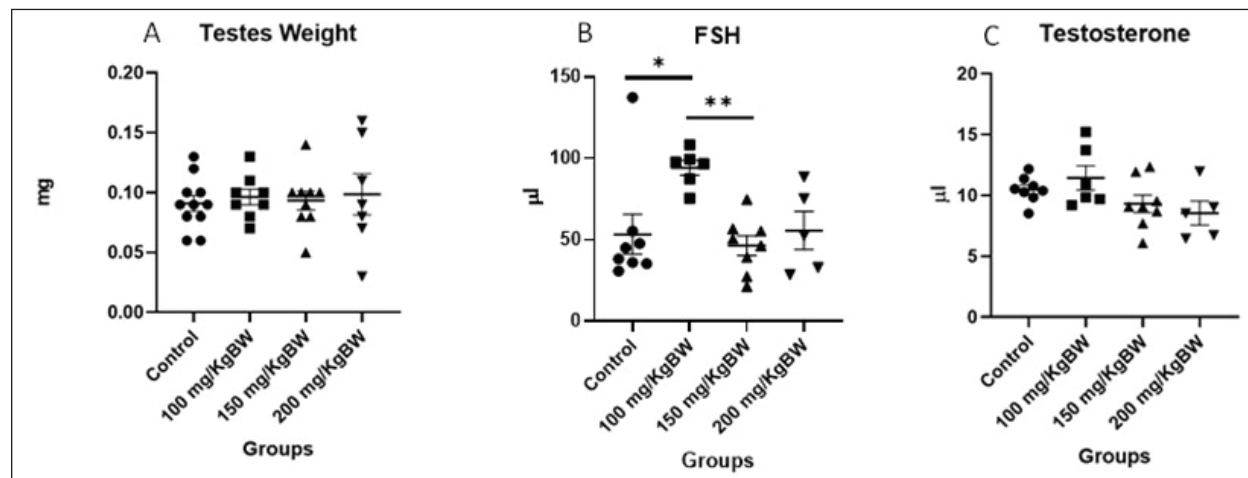 A Testes Weight
mg
0.20
0.15
0.10
0.05
0.00
Control
100 mg/KgBW
150 mg/KgBW
200 mg/KgBW
Groups
B FSH
µl
150
100
50
0
*
**
Control
100 mg/KgBW
150 mg/KgBW
200 mg/KgBW
Groups
C Testosterone
µl
20
15
10
5
0
Control
100 mg/KgBW
150 mg/KgBW
200 mg/KgBW
Groups